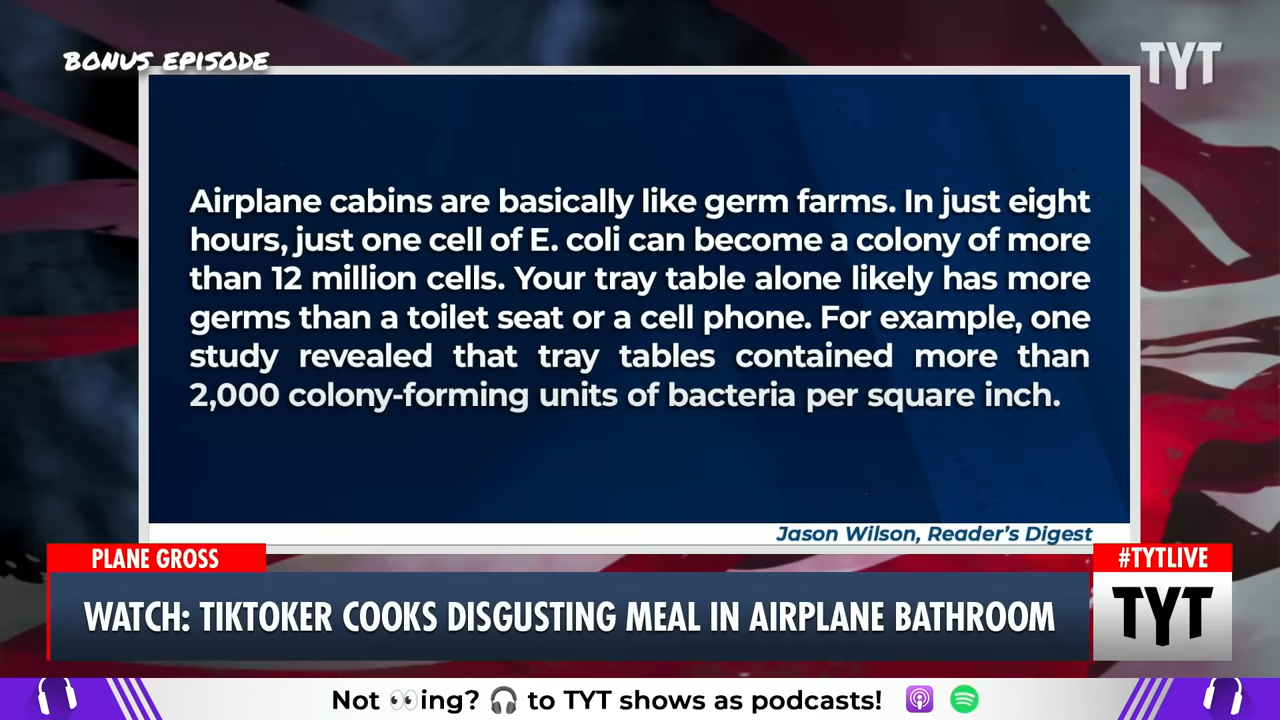 BONUS EPISODE
TYT
Airplane cabins are basically like germ farms. In just eight
hours, just one cell of E. coli can become a colony of more
than 12 million cells. Your tray table alone likely has more
germs than a toilet seat or a cell phone. For example, one
study revealed that tray tables contained more than
2,000 colony-forming units of bacteria per square inch.
Jason Wilson, Reader's Digest
PLANE GROSS
#TYTLIVE
WATCH: TIKTOKER COOKS DISGUSTING MEAL IN AIRPLANE BATHROOM
TYT
Not 👀ing? 🎧 to TYT shows as podcasts!